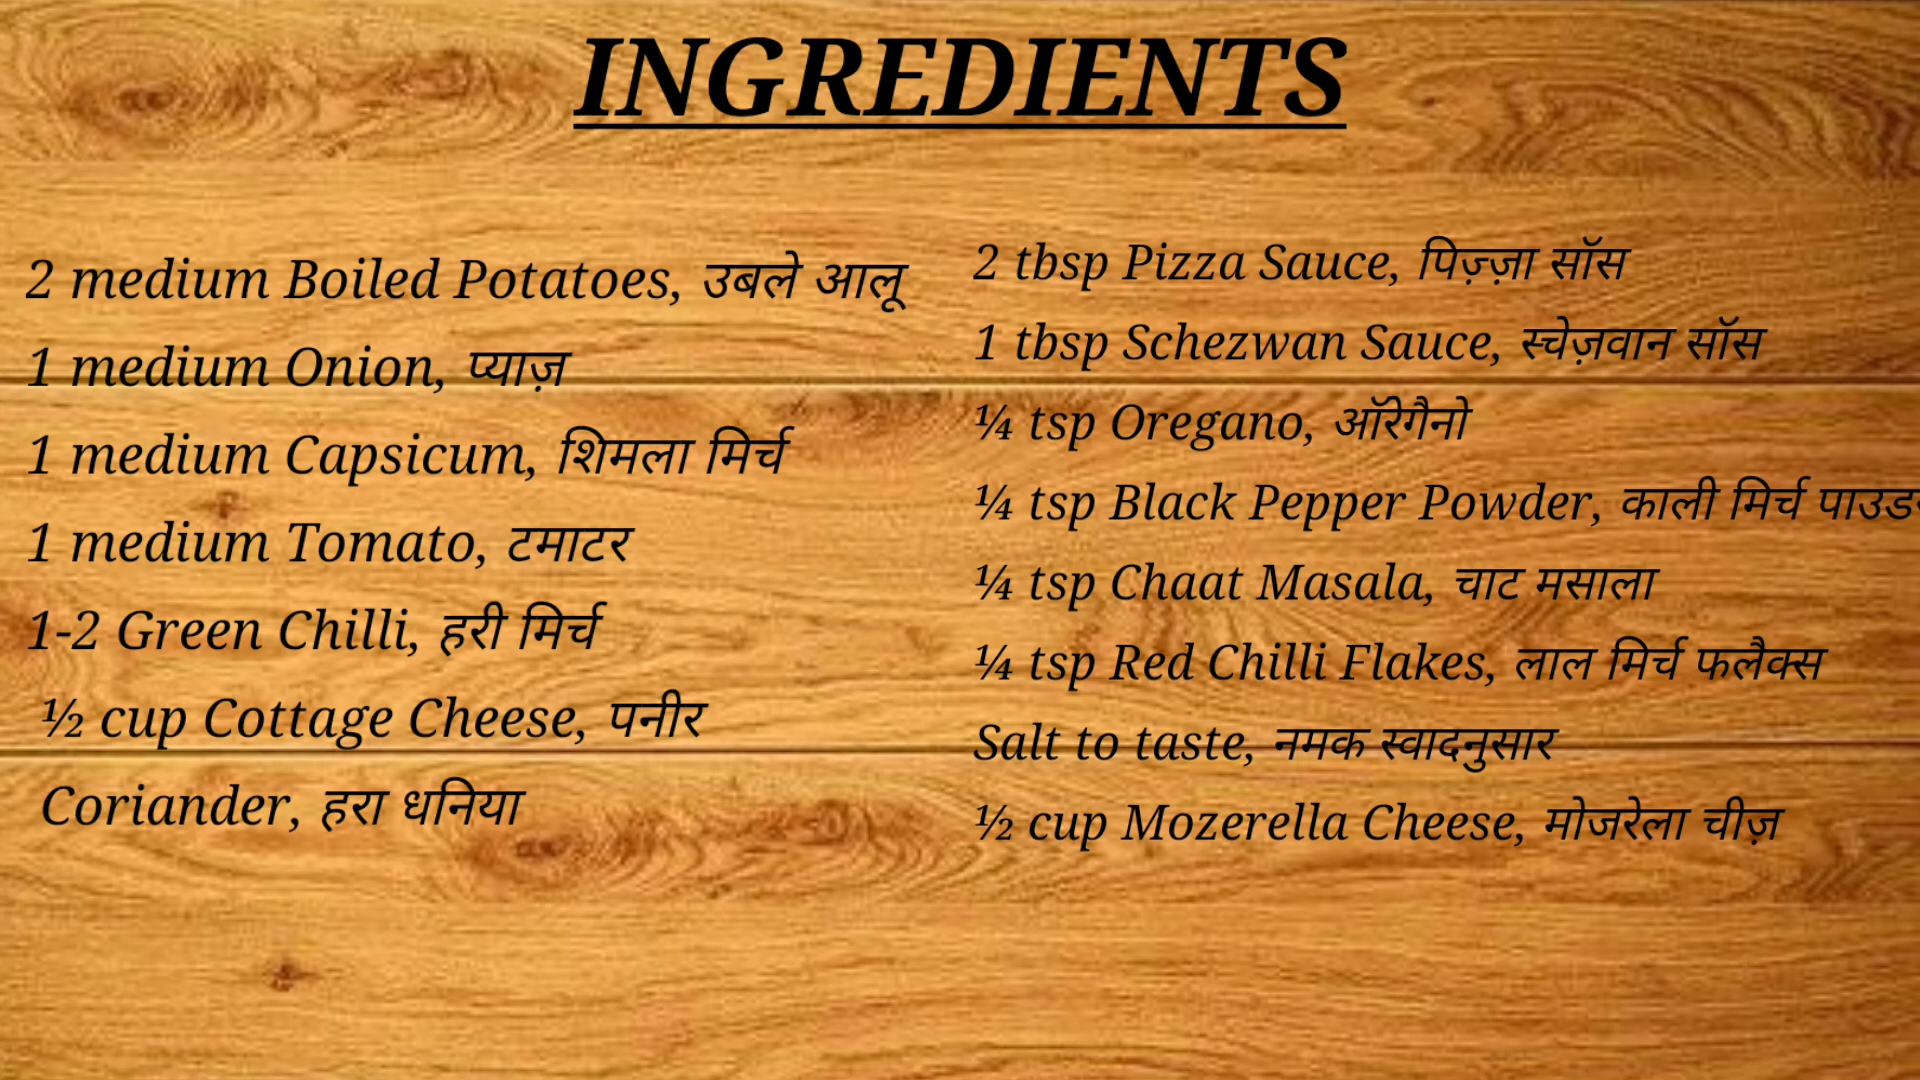 INGREDIENTS
2 medium Boiled Potatoes, उबले आलू
1 medium Onion, प्याज़
1 medium Capsicum, शिमला मिर्च
1 medium Tomato, टमाटर
1-2 Green Chilli, हरी मिर्च
½ cup Cottage Cheese, पनीर
Coriander, हरा धनिया
2 tbsp Pizza Sauce, पिज़्ज़ा सॉस
1 tbsp Schezwan Sauce, स्चेज़वान सॉस
¼ tsp Oregano, ऑरेगैनो
¼ tsp Black Pepper Powder, काली मिर्च
¼ tsp Chaat Masala, चाट मसाला
¼ tsp Red Chilli Flakes, लाल मिर्च फलैक्स
Salt to taste, नमक स्वादनुसार
½ cup Mozerella Cheese, मोजरेला चीज़